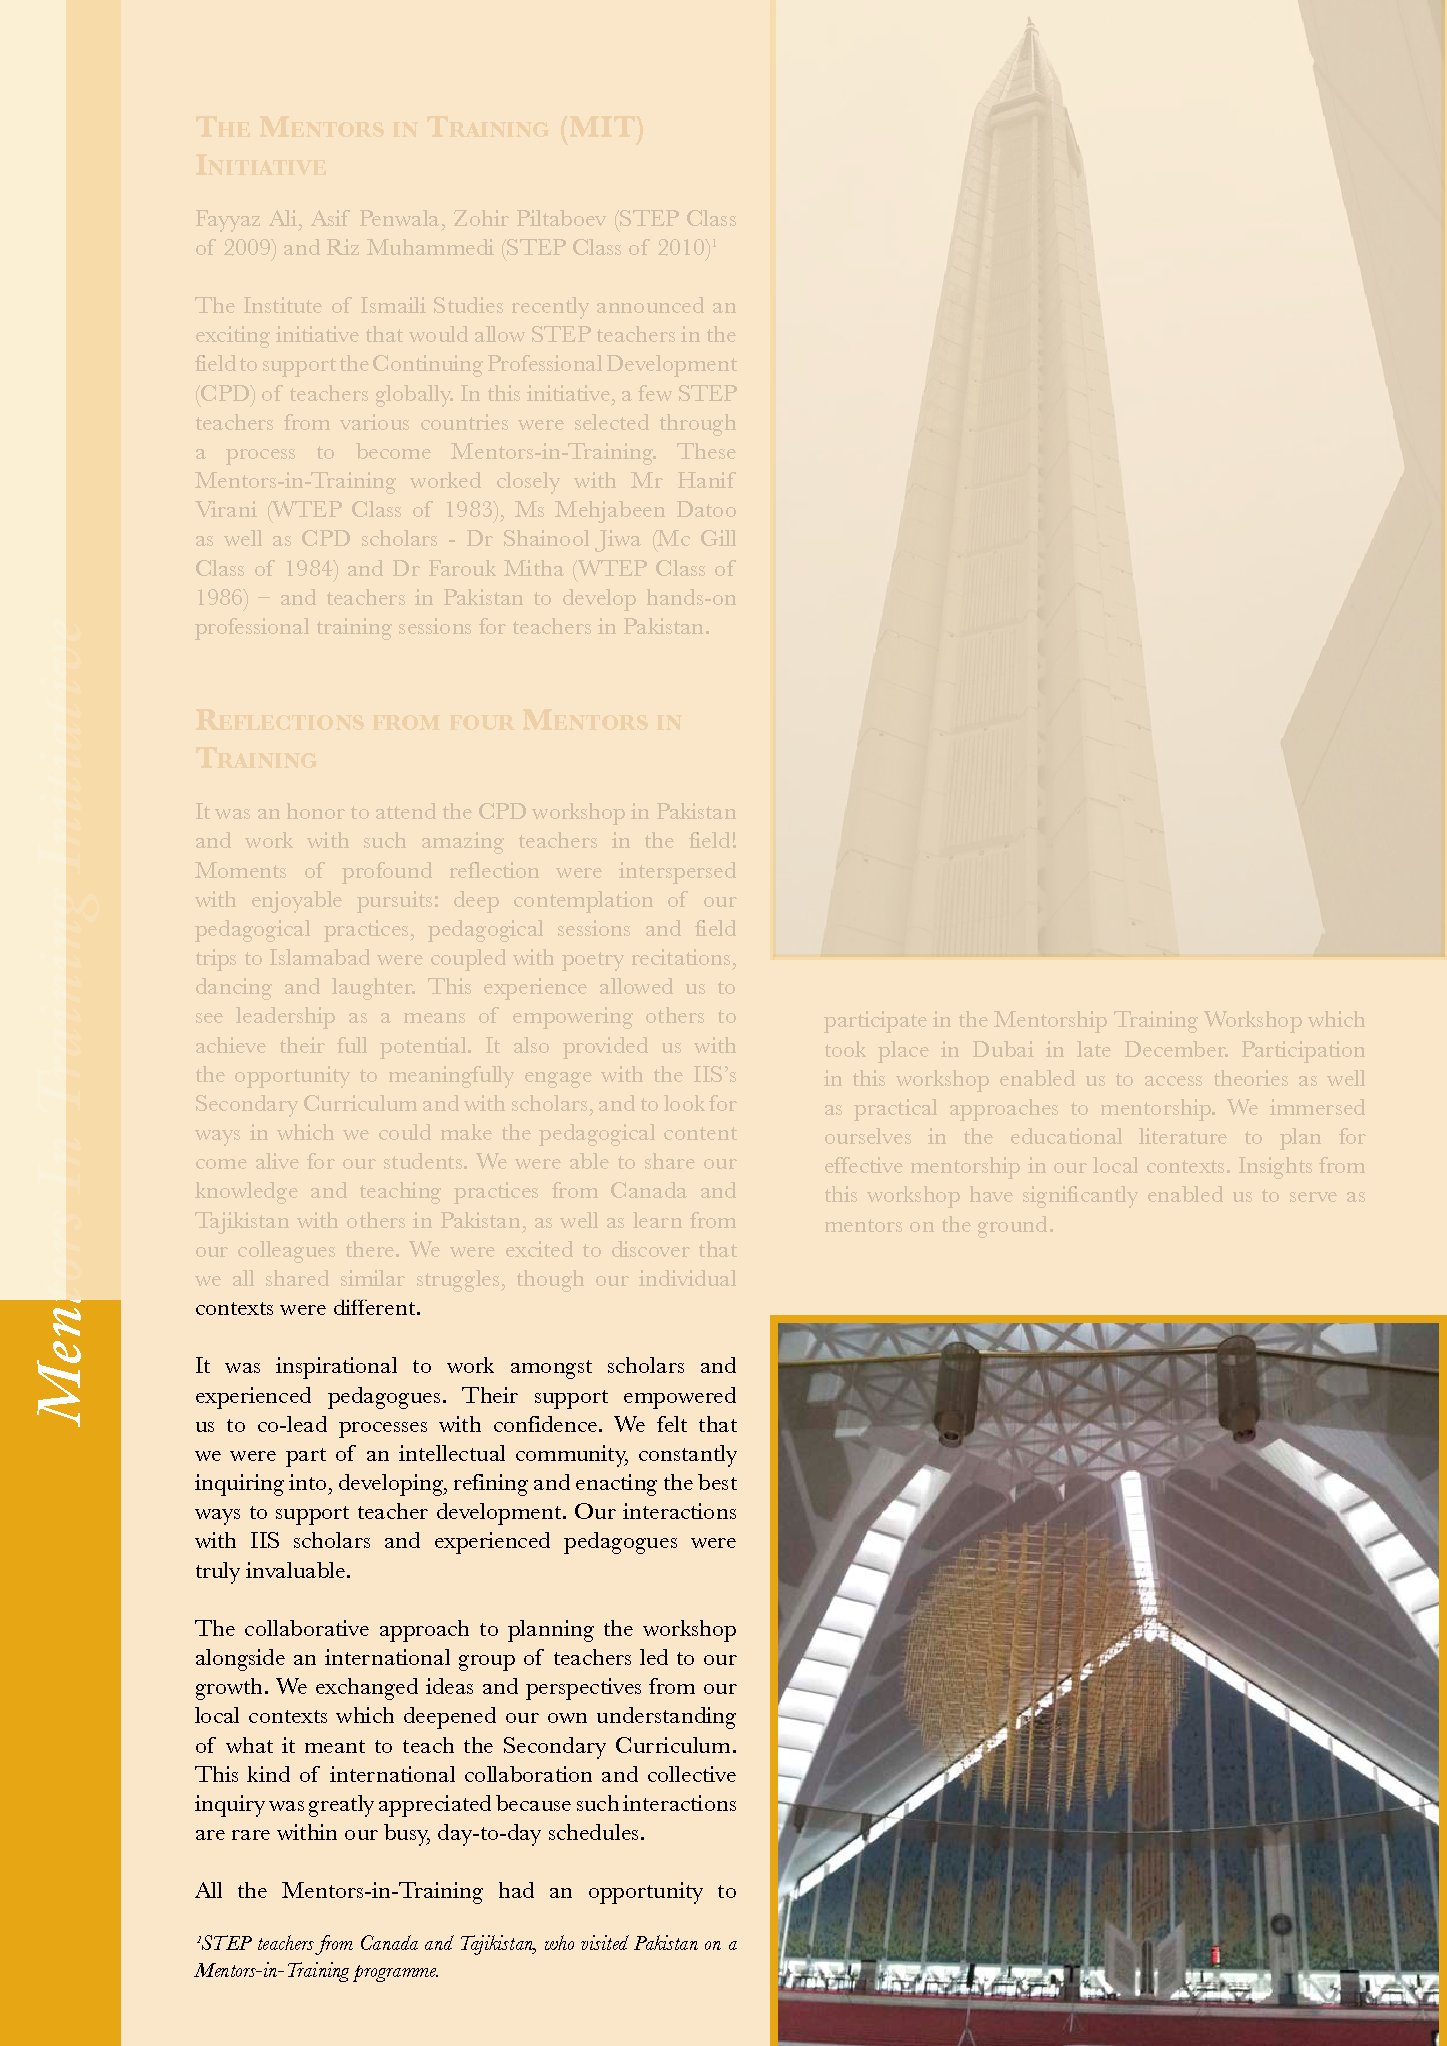 Mentors In Training Initiative
The Mentors in Training (MIT)
Initiative
Fayyaz Ali, Asif Penwala, Zohir Piltaboev (STEP Class
of 2009) and Riz Muhammedi (STEP Class of 2010)¹
The Institute of Ismaili Studies recently announced an
exciting initiative that would allow STEP teachers in the
field to support the Continuing Professional Development
(CPD) of teachers globally. In this initiative, a few STEP
teachers from various countries were selected through
a process to become Mentors-in-Training. These
Mentors-in-Training worked closely with Mr Hanif
Virani (WTEP Class of 1983), Ms Mehjabeen Datoo
as well as CPD scholars - Dr Shainool Jiwa (Mc Gill
Class of 1984) and Dr Farouk Mitha (WTEP Class of
1986) – and teachers in Pakistan to develop hands-on
professional training sessions for teachers in Pakistan.
Reflections from four Mentors in
Training
It was an honor to attend the CPD workshop in Pakistan
and work with such amazing teachers in the field!
Moments of profound reflection were interspersed
with enjoyable pursuits: deep contemplation of our
pedagogical practices, pedagogical sessions and field
trips to Islamabad were coupled with poetry recitations,
dancing and laughter. This experience allowed us to
see leadership as a means of empowering others to
achieve their full potential. It also provided us with
the opportunity to meaningfully engage with the IIS's
Secondary Curriculum and with scholars, and to look for
ways in which we could make the pedagogical content
come alive for our students. We were able to share our
knowledge and teaching practices from Canada and
Tajikistan with others in Pakistan, as well as learn from
our colleagues there. We were excited to discover that
we all shared similar struggles, though our individual
contexts were different.
It was inspirational to work amongst scholars and
experienced pedagogues. Their support empowered
us to co-lead processes with confidence. We felt that
we were part of an intellectual community, constantly
inquiring into, developing, refining and enacting the best
ways to support teacher development. Our interactions
with IIS scholars and experienced pedagogues were
truly invaluable.
The collaborative approach to planning the workshop
alongside an international group of teachers led to our
growth. We exchanged ideas and perspectives from our
local contexts which deepened our own understanding
of what it meant to teach the Secondary Curriculum.
This kind of international collaboration and collective
inquiry was greatly appreciated because such interactions
are rare within our busy, day-to-day schedules.
All the Mentors-in-Training had an opportunity to
¹STEP teachers from Canada and Tajikistan, who visited Pakistan on a
Mentors-in-Training programme.
participate in the Mentorship Training Workshop which
took place in Dubai in late December. Participation
in this workshop enabled us to access theories as well
as practical approaches to mentorship. We immersed
ourselves in the educational literature to plan for
effective mentorship in our local contexts. Insights from
this workshop have significantly enabled us to serve as
mentors on the ground.